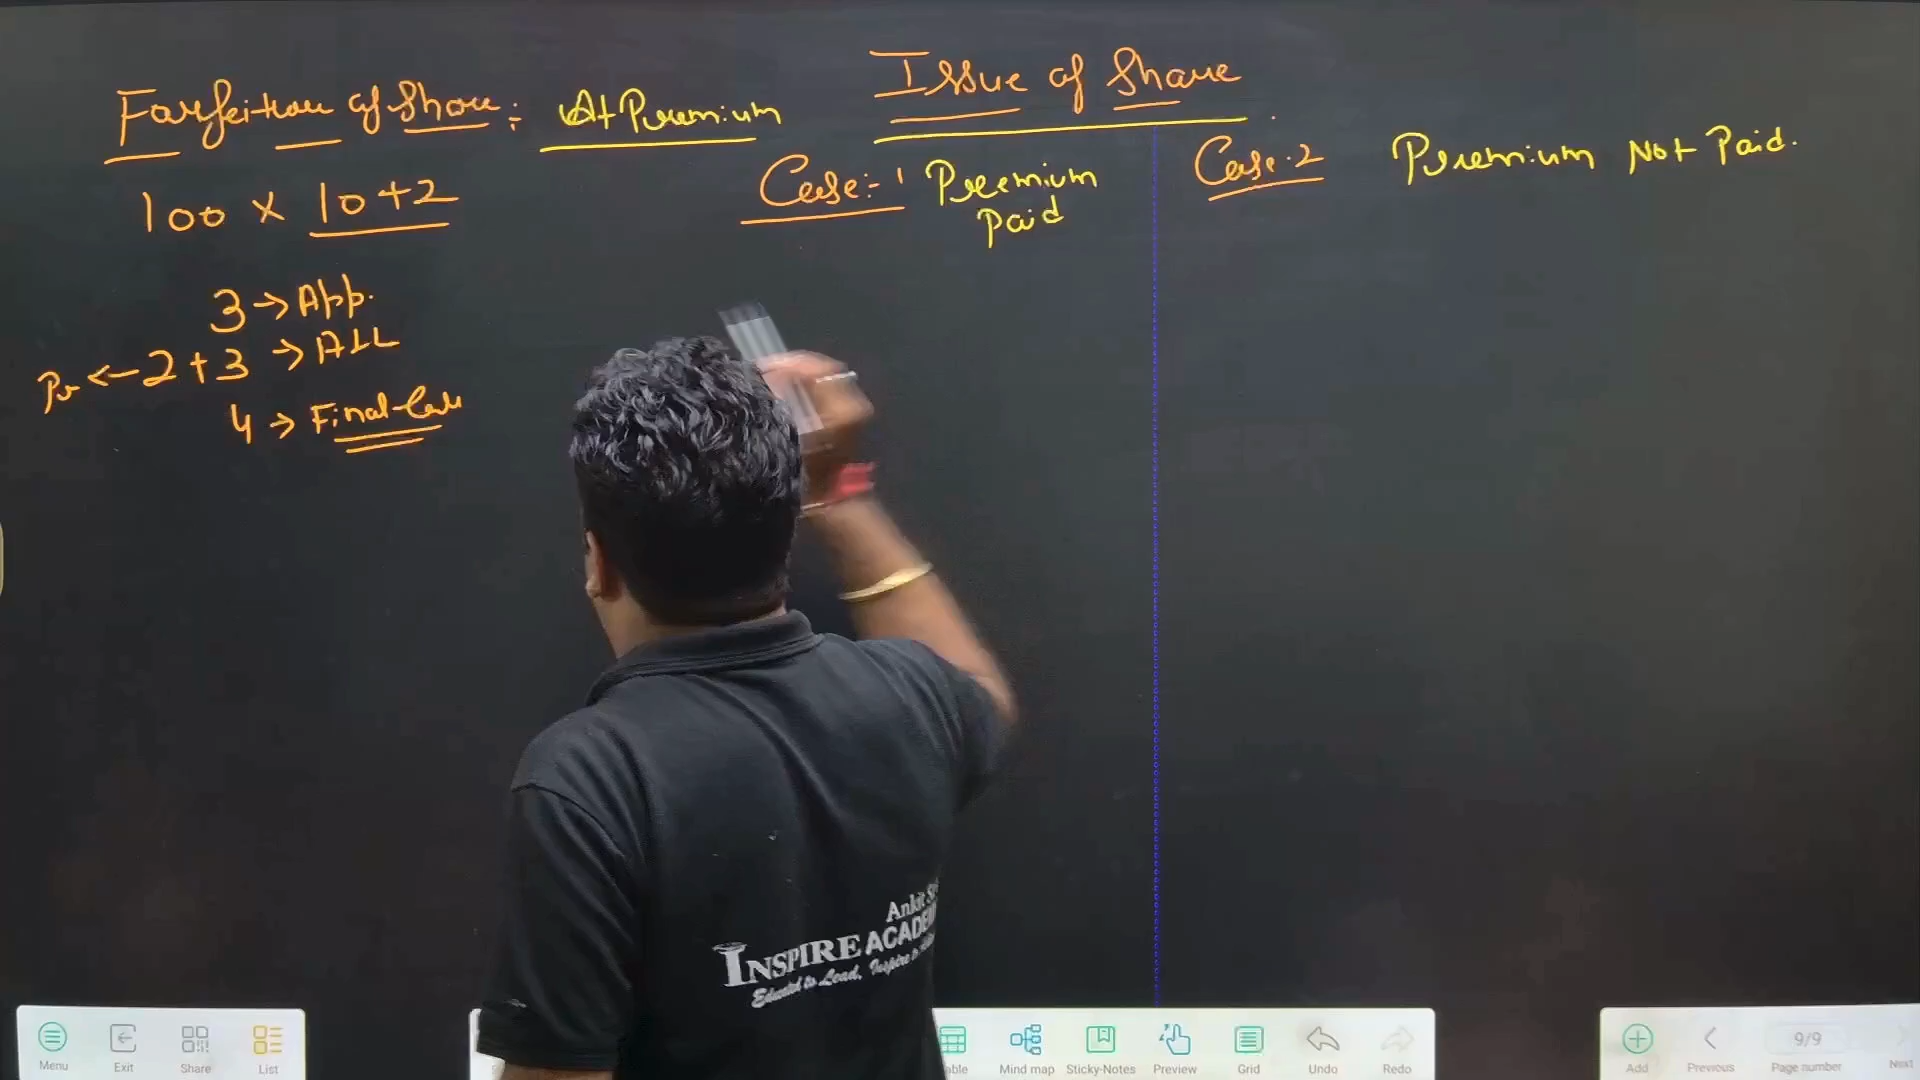 Issue of Share
Forfeiture of Share : At Premium
100 x 10+2
3 → App.
Pr ← 2 + 3 → All
4 → Final Call
Case:- 1 Premium
Paid
Case. 2 Premium Not Paid.
Ankit
INSPIRE ACADEM
Educated to Lead, Inspire to
Menu
Exit
Share
List
able
Mind map
Sticky-Notes
Preview
Grid
Undo
Redo
Add
Previous
9/9
Page number
Next